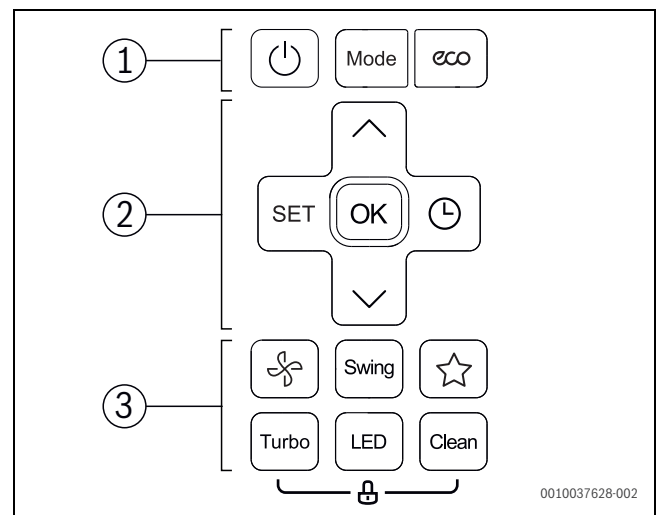 1
Mode eco
2
SET OK
3
Swing
Turbo LED Clean
0010037628-002